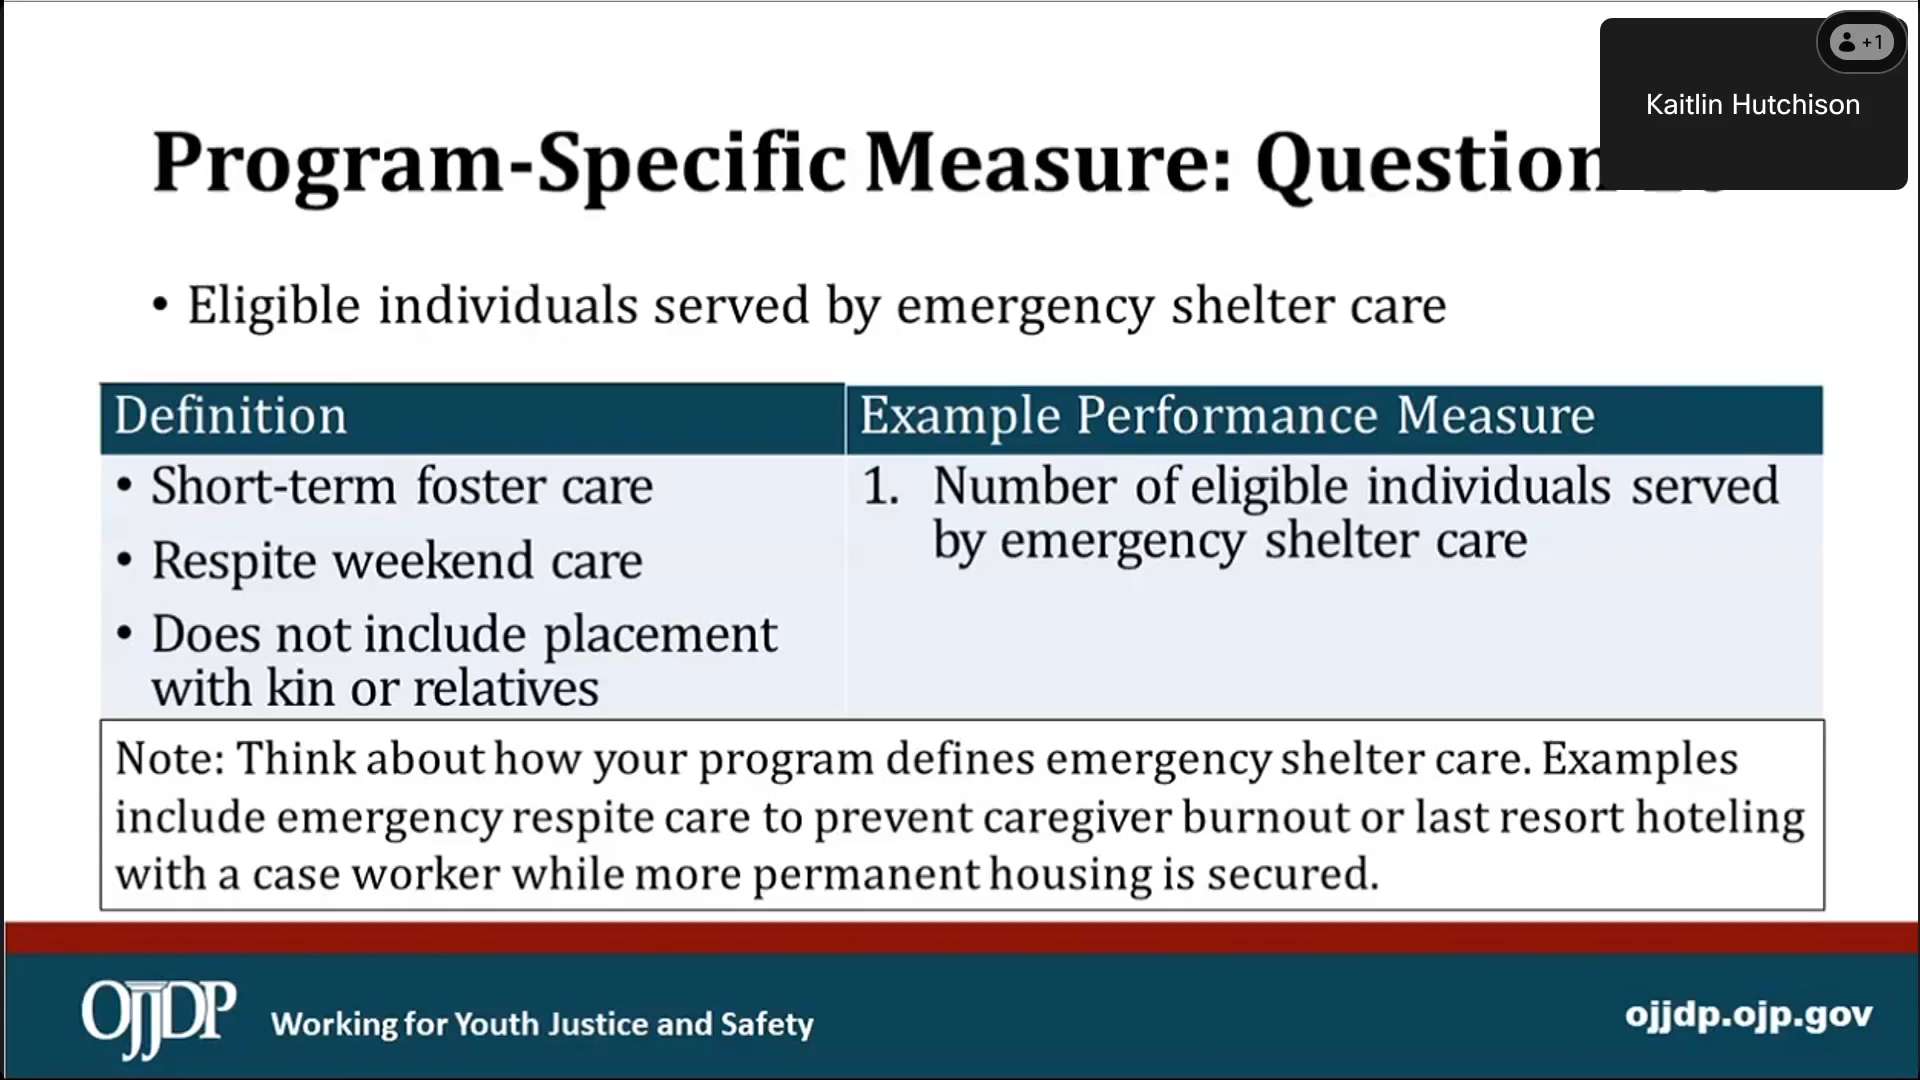 +1
Kaitlin Hutchison
Program-Specific Measure: Question
• Eligible individuals served by emergency shelter care
Definition
• Short-term foster care
• Respite weekend care
• Does not include placement
with kin or relatives
Example Performance Measure
1. Number of eligible individuals served
by emergency shelter care
Note: Think about how your program defines emergency shelter care. Examples
include emergency respite care to prevent caregiver burnout or last resort hoteling
with a case worker while more permanent housing is secured.
OJJDP
Working for Youth Justice and Safety
ojjdp.ojp.gov